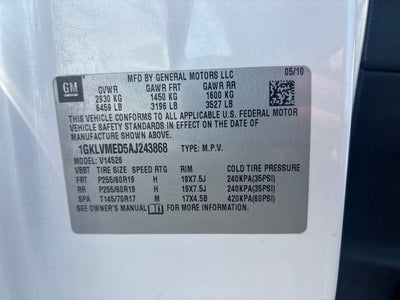 MFD BY GENERAL MOTORS LLC 05/10
GM GVWR GAWR FRT GAWR RR
2930 KG 1450 KG 1600 KG
6459 LB 3196 LB 3527 LB
THIS VEHICLE CONFORMS TO ALL APPLICABLE U.S. FEDERAL MOTOR
VEHICLE SAFETY STANDARDS IN EFFECT ON THE DATE OF
MANUFACTURE SHOWN ABOVE.
1GKLVMED5AJ243868 TYPE: M.P.V.
V14526
VBBT TIRE SIZE SPEED RTG RIM COLD TIRE PRESSURE
FRT P255/60R19 H 19X7.5J 240KPA(35PSI)
RR P255/60R19 H 19X7.5J 240KPA(35PSI)
SPA T145/70R17 M 17X4.5B 420KPA(60PSI)
SEE OWNER'S MANUAL FOR MORE INFORMATION.